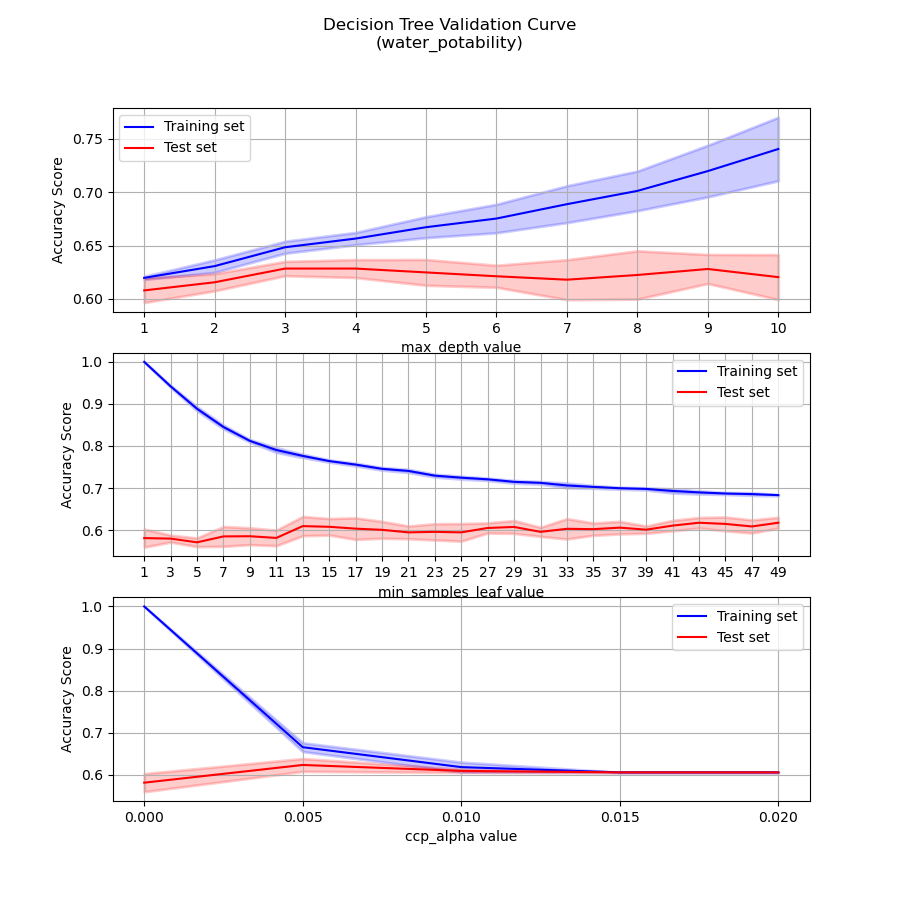 Decision Tree Validation Curve
(water_potability)
Training set
Test set
Accuracy Score
0.75
0.70
0.65
0.60
1 2 3 4 5 6 7 8 9 10
max_depth value
Training set
Test set
Accuracy Score
1.0
0.9
0.8
0.7
0.6
1 3 5 7 9 11 13 15 17 19 21 23 25 27 29 31 33 35 37 39 41 43 45 47 49
min_samples_leaf value
Training set
Test set
Accuracy Score
1.0
0.9
0.8
0.7
0.6
0.000 0.005 0.010 0.015 0.020
ccp_alpha value